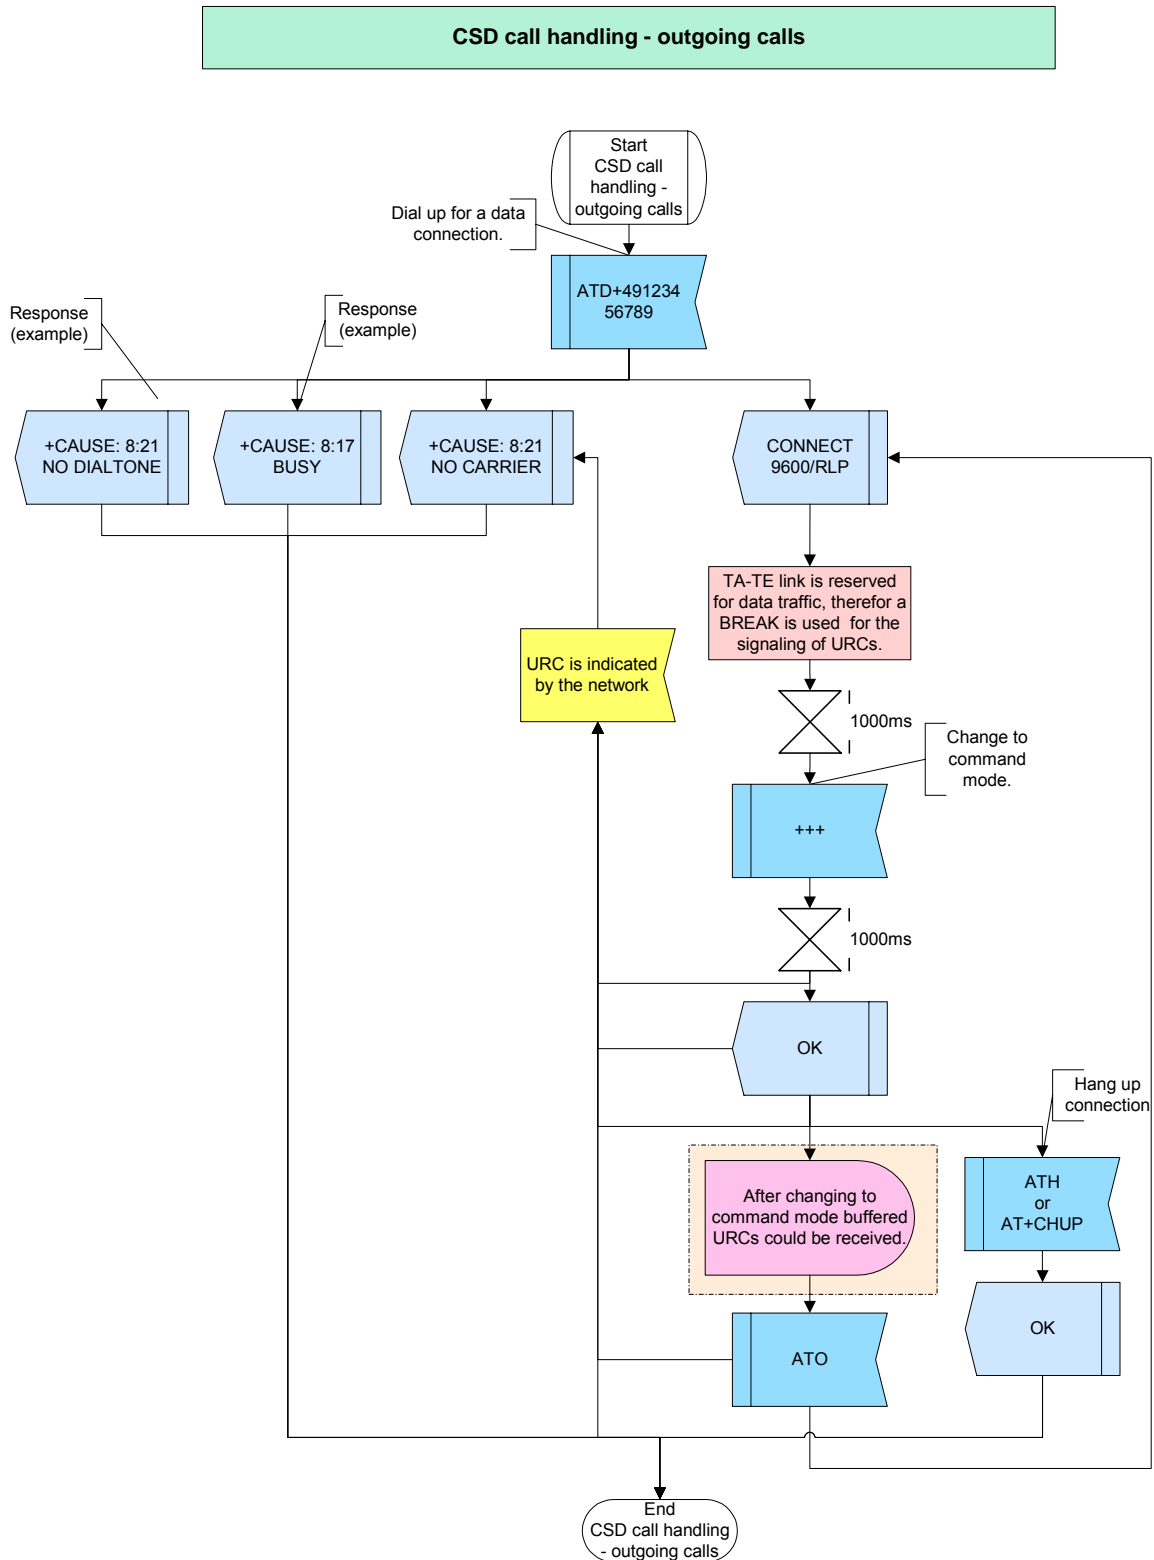 CSD call handling - outgoing calls
Start
CSD call
handling -
outgoing calls
Dial up for a data
connection.
ATD+491234
56789
Response
(example)
Response
(example)
+CAUSE: 8:21
NO DIALTONE
+CAUSE: 8:17
BUSY
+CAUSE: 8:21
NO CARRIER
CONNECT
9600/RLP
TA-TE link is reserved
for data traffic, therefor a
BREAK is used for the
signaling of URCs.
URC is indicated
by the network
1000ms
Change to
command
mode.
+++
1000ms
OK
Hang up
connection
After changing to
command mode buffered
URCs could be received.
ATH
or
AT+CHUP
OK
ATO
End
CSD call handling
- outgoing calls